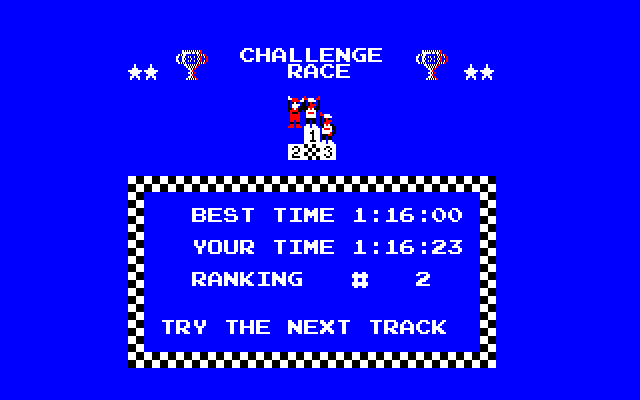 CHALLENGE
RACE
1
2 3
BEST TIME 1:16:00
YOUR TIME 1:16:23
RANKING # 2
TRY THE NEXT TRACK